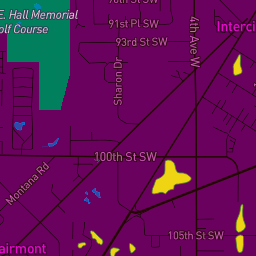 91st Pl SW
E. Hall Memorial
olf Course
4th Ave W
Interci
93rd St SW
Sharon Dr
100th St SW
Montana Rd
105th St SW
airmont